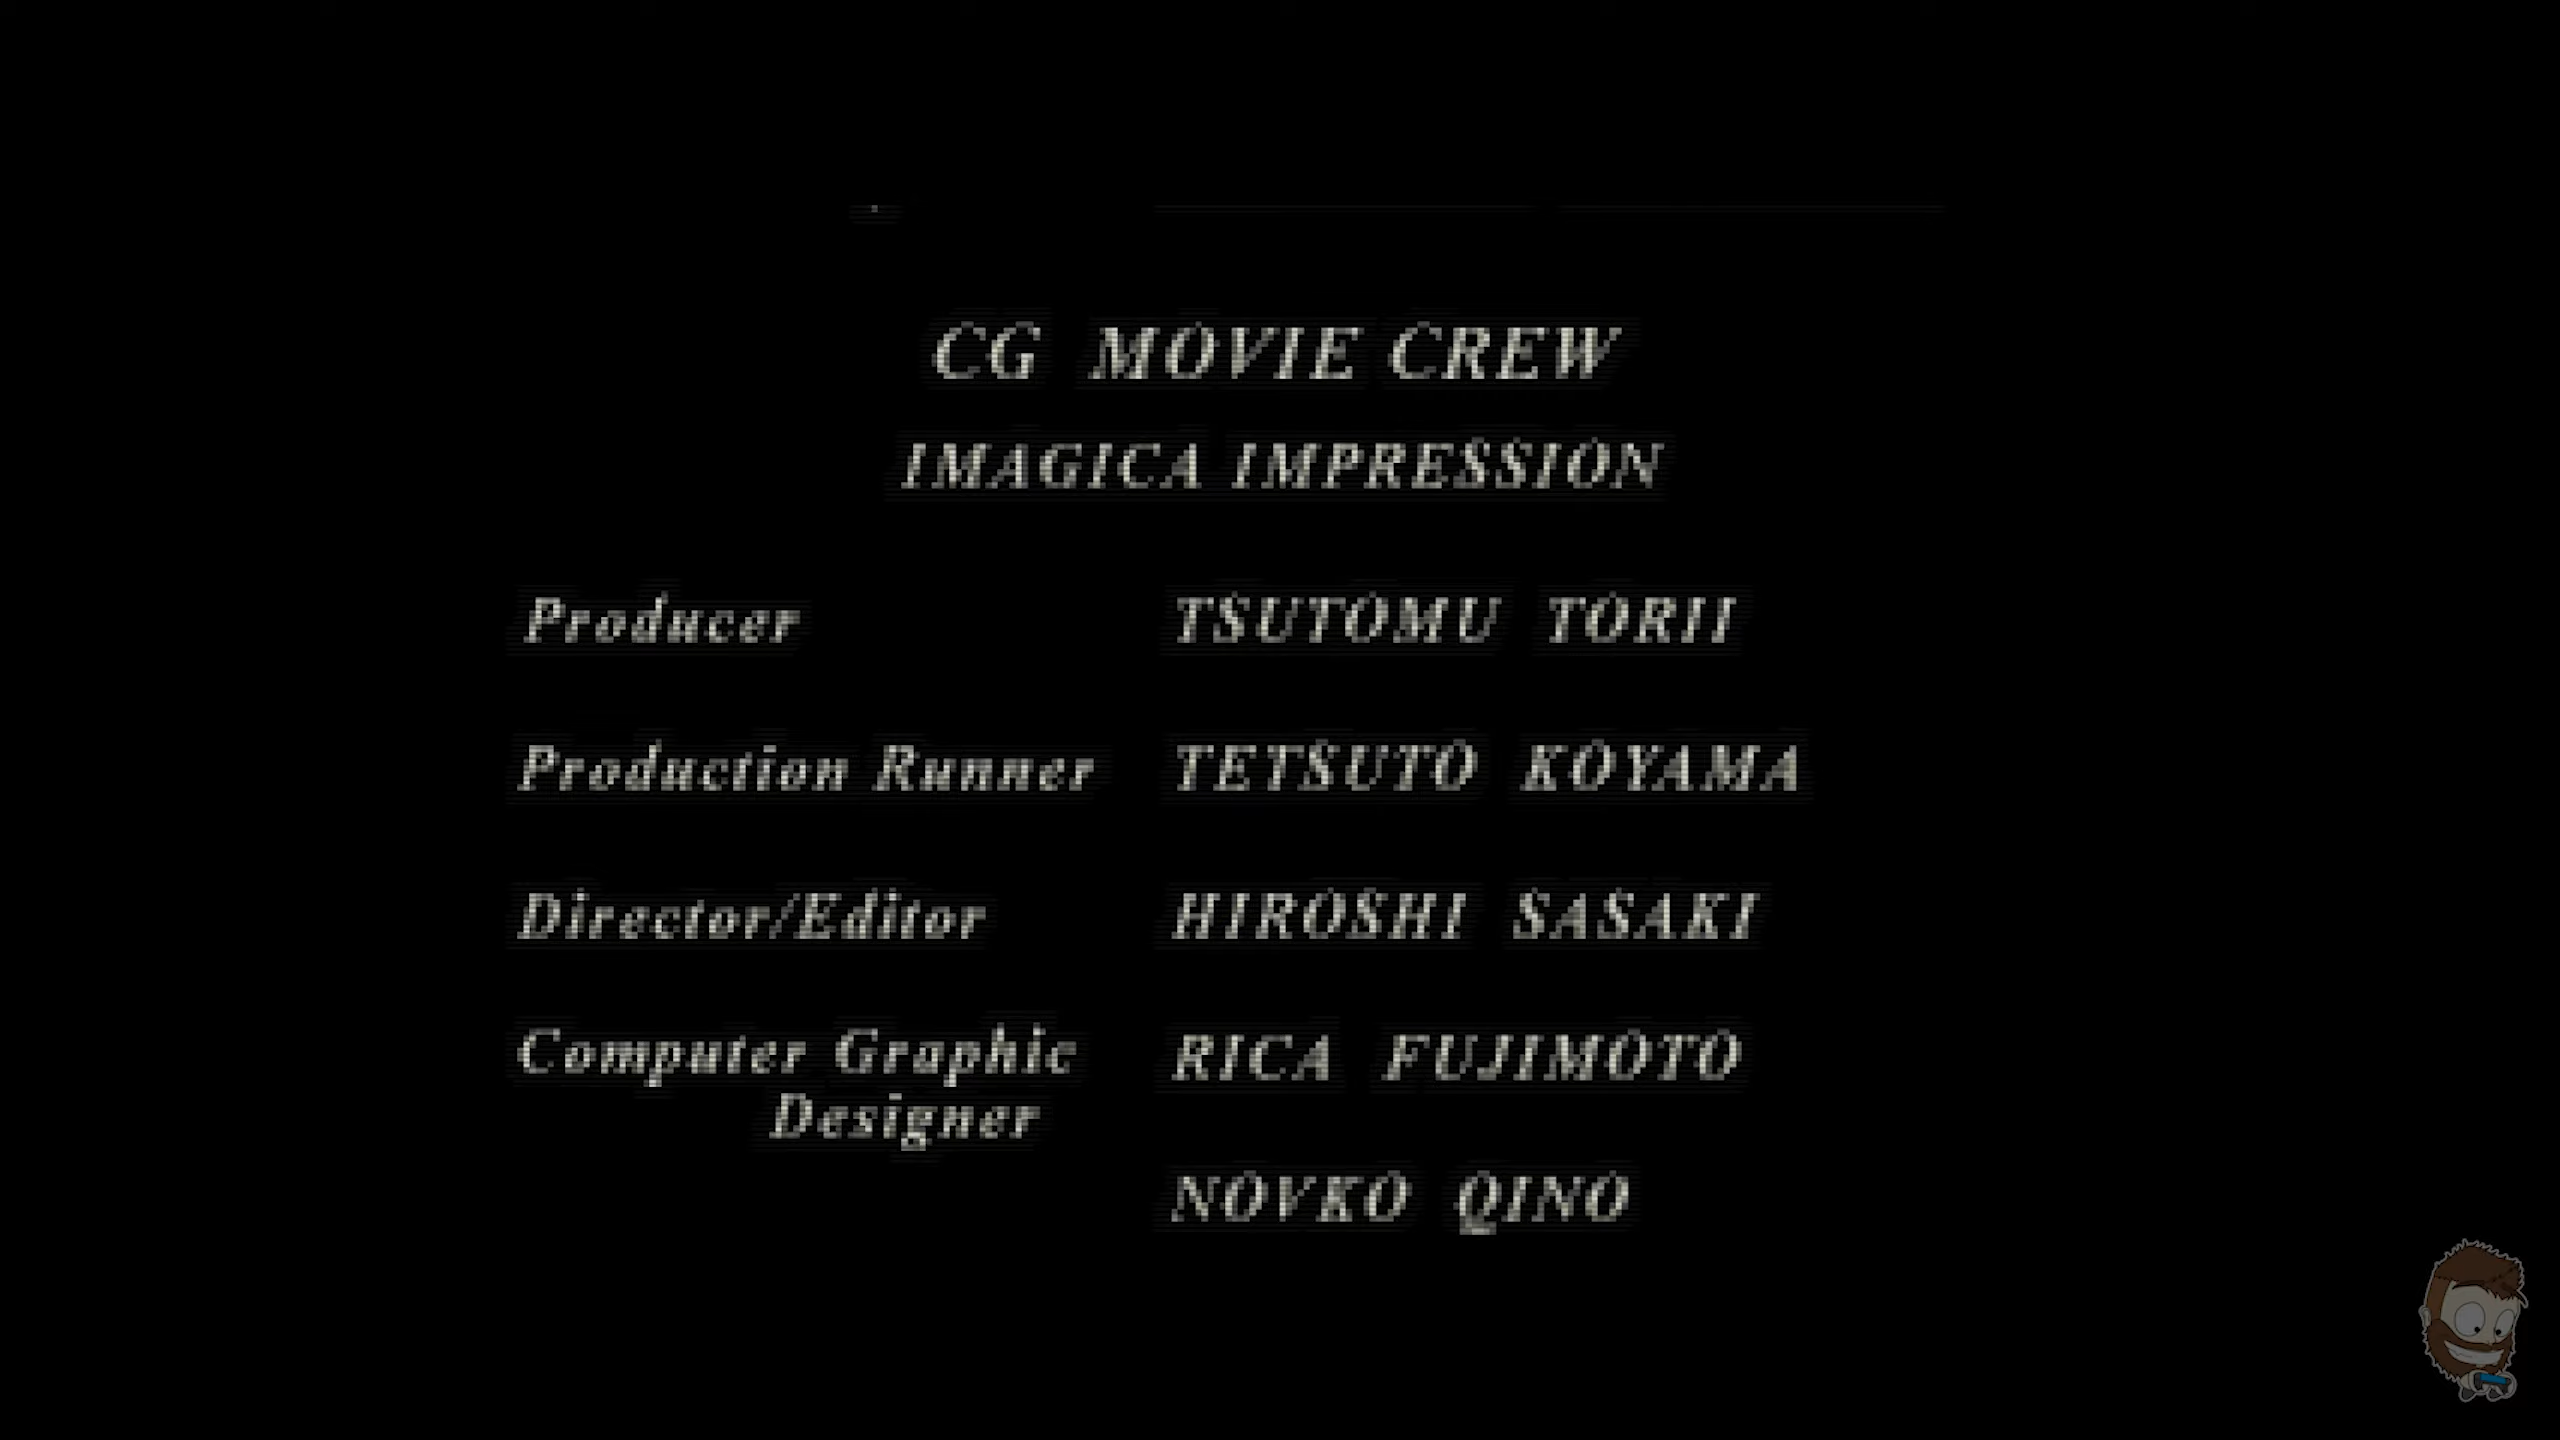 CG MOVIE CREW
IMAGICA IMPRESSION
Producer TSUTOMU TORII
Production Runner TETSUTO KOYAMA
Director/Editor HIROSHI SASAKI
Computer Graphic RICA FUJIMOTO
Designer
NOVKO QINO